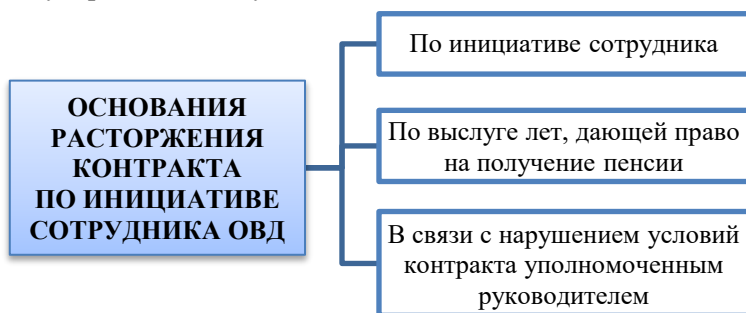 ОСНОВАНИЯ
РАСТОРЖЕНИЯ
КОНТРАКТА
ПО ИНИЦИАТИВЕ
СОТРУДНИКА ОВД
По инициативе сотрудника
По выслуге лет, дающей право
на получение пенсии
В связи с нарушением условий
контракта уполномоченным
руководителем